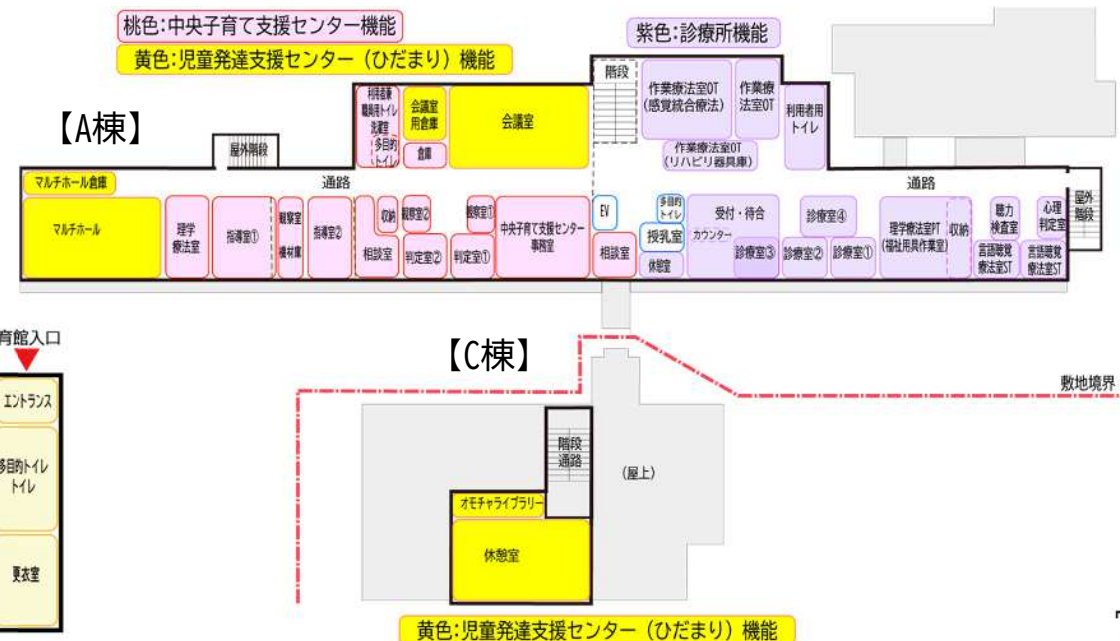 桃色:中央子育て支援センター機能
黄色:児童発達支援センター（ひだまり）機能
紫色:診療所機能
【A棟】
屋外階段
利用者兼
職員用トイレ
洗濯室
多目的
トイレ
会議室
用倉庫
倉庫
会議室
階段
作業療法室OT
(感覚統合療法)
作業療
法室OT
利用者用
トイレ
作業療法室OT
(リハビリ器具庫)
通路
通路
屋外
階段
マルチホール倉庫
マルチホール
理学
療法室
指導室①
観察室
機材庫
指導室②
収納
相談室
観察室②
判定室②
観察室①
判定室①
中央子育て支援センター
事務室
EV
相談室
多目的
トイレ
授乳室
休憩室
受付・待合
カウンター
診療室③
診療室④
診療室②
診療室①
理学療法室PT
(福祉用具作業室)
収納
聴力
検査室
心理
判定室
言語聴覚
療法室ST
言語聴覚
療法室ST
育館入口
エントランス
多目的トイレ
トイレ
更衣室
【C棟】
敷地境界
階段
通路
(屋上)
オモチャライブラリー
休憩室
黄色:児童発達支援センター（ひだまり）機能